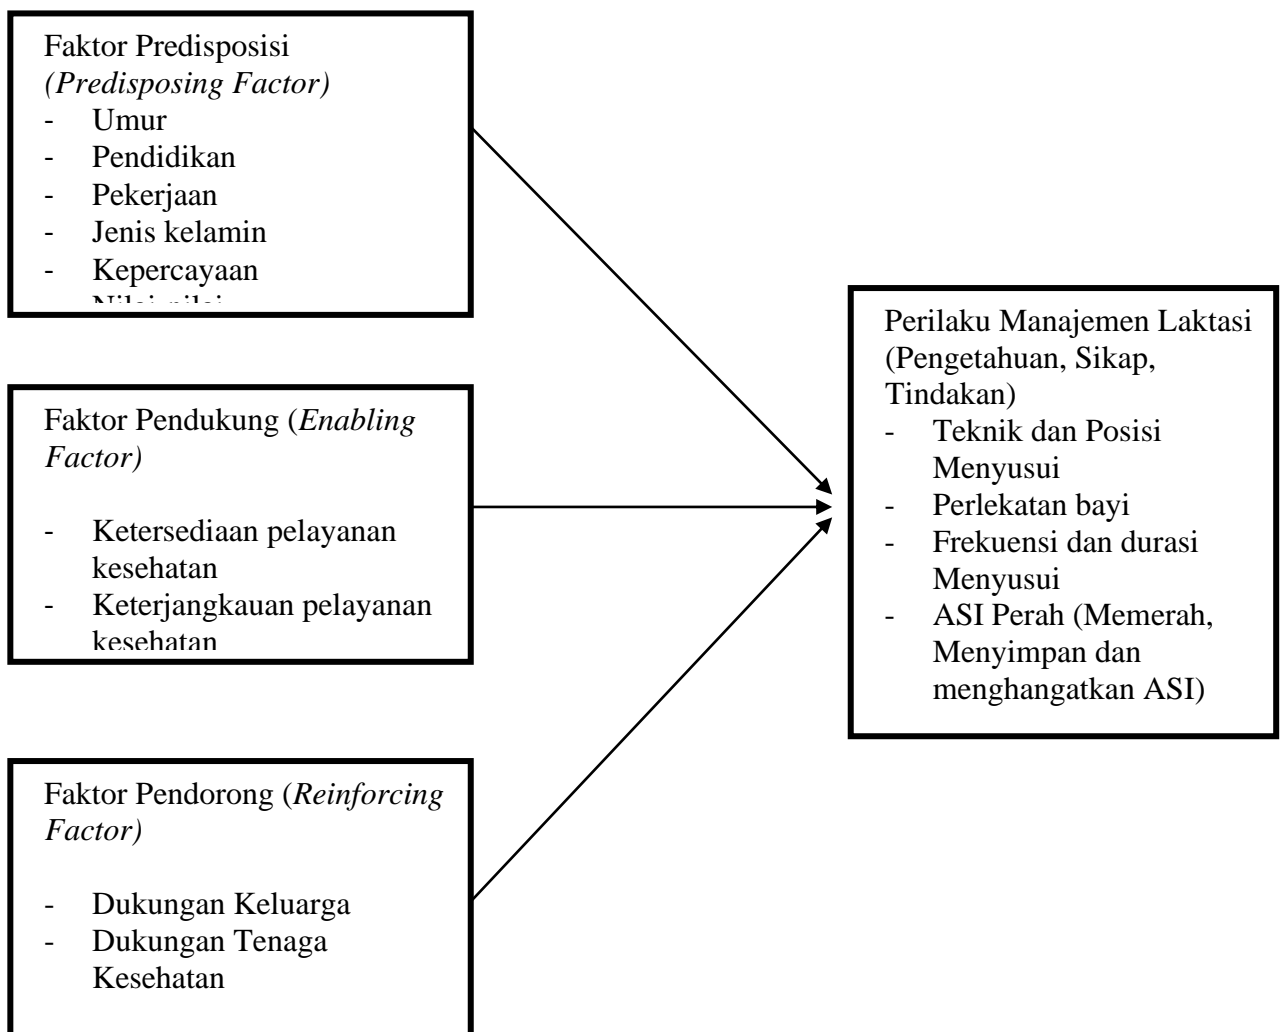 Faktor Predisposisi
(Predisposing Factor)
- Umur
- Pendidikan
- Pekerjaan
- Jenis kelamin
- Kepercayaan
Faktor Pendukung (Enabling
Factor)
- Ketersediaan pelayanan
kesehatan
- Keterjangkauan pelayanan
kesehatan
Faktor Pendorong (Reinforcing
Factor)
- Dukungan Keluarga
- Dukungan Tenaga
Kesehatan
Perilaku Manajemen Laktasi
(Pengetahuan, Sikap,
Tindakan)
- Teknik dan Posisi
Menyusui
- Perlekatan bayi
- Frekuensi dan durasi
Menyusui
- ASI Perah (Memerah,
Menyimpan dan
menghangatkan ASI)